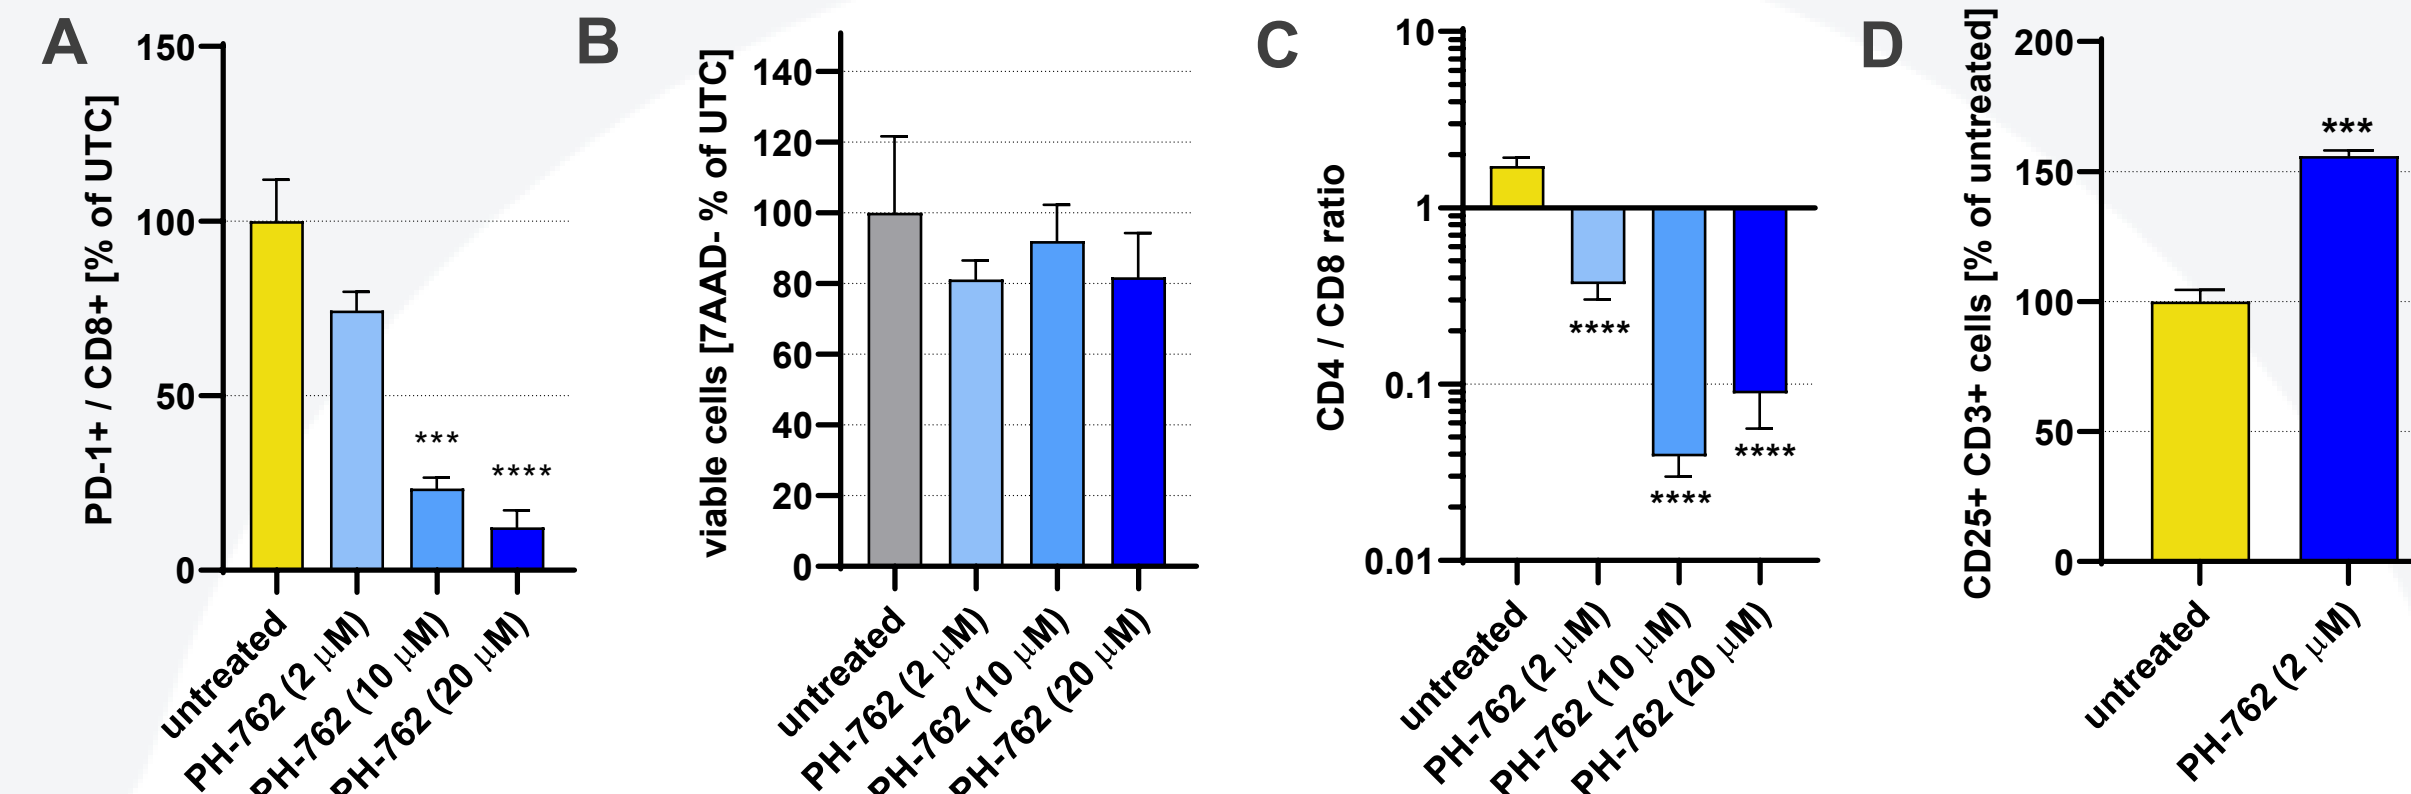 A
PD-1+ / CD8+ [% of UTC]
150
100
50
0
***
****
untreated
PH-762 (2 μM)
PH-762 (10 μM)
PH-762 (20 μM)
B
viable cells [7AAD- % of UTC]
140
120
100
80
60
40
20
0
untreated
PH-762 (2 μM)
PH-762 (10 μM)
PH-762 (20 μM)
C
CD4 / CD8 ratio
10
1
0.1
0.01
****
****
****
untreated
PH-762 (2 μM)
PH-762 (10 μM)
PH-762 (20 μM)
D
CD25+ CD3+ cells [% of untreated]
200
150
100
50
0
***
untreated
PH-762 (2 μM)